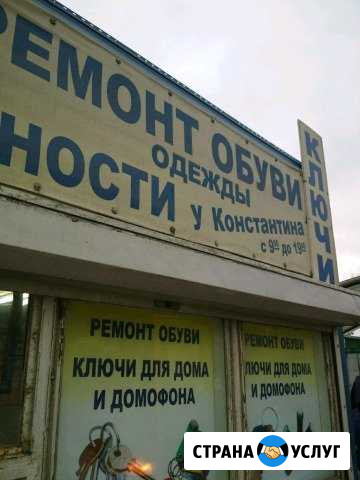 РЕМОНТ ОБУВИ
ОДЕЖДЫ
НОСТИ у Константина
с 9⁰⁰ до 19⁰⁰
КЛЮЧИ
РЕМОНТ ОБУВИ
КЛЮЧИ ДЛЯ ДОМА
И ДОМОФОНА
РЕМОНТ ОБУВИ
ЮЧИ ДЛЯ ДОМА
И ДОМОФОНА
СТРАНА УСЛУГ